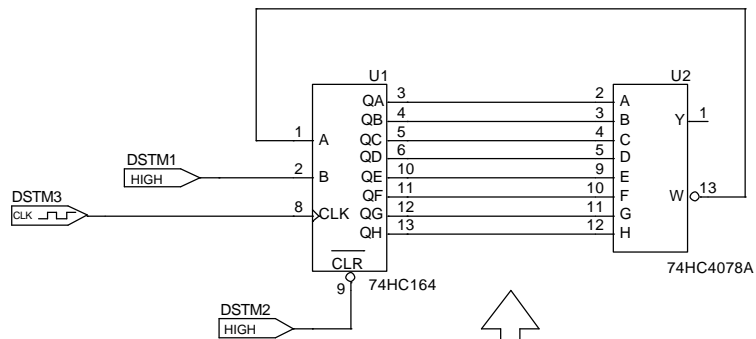 U1
U2
3
2
QA
A
4
3
QB
B
Y
1
5
4
QC
C
1
A
6
5
QD
D
DSTM1
HIGH
2
B
10
9
QE
E
11
10
QF
F
W
13
DSTM3
CLK
8
CLK
12
11
QG
G
13
12
QH
H
CLR
9
74HC164
74HC4078A
DSTM2
HIGH